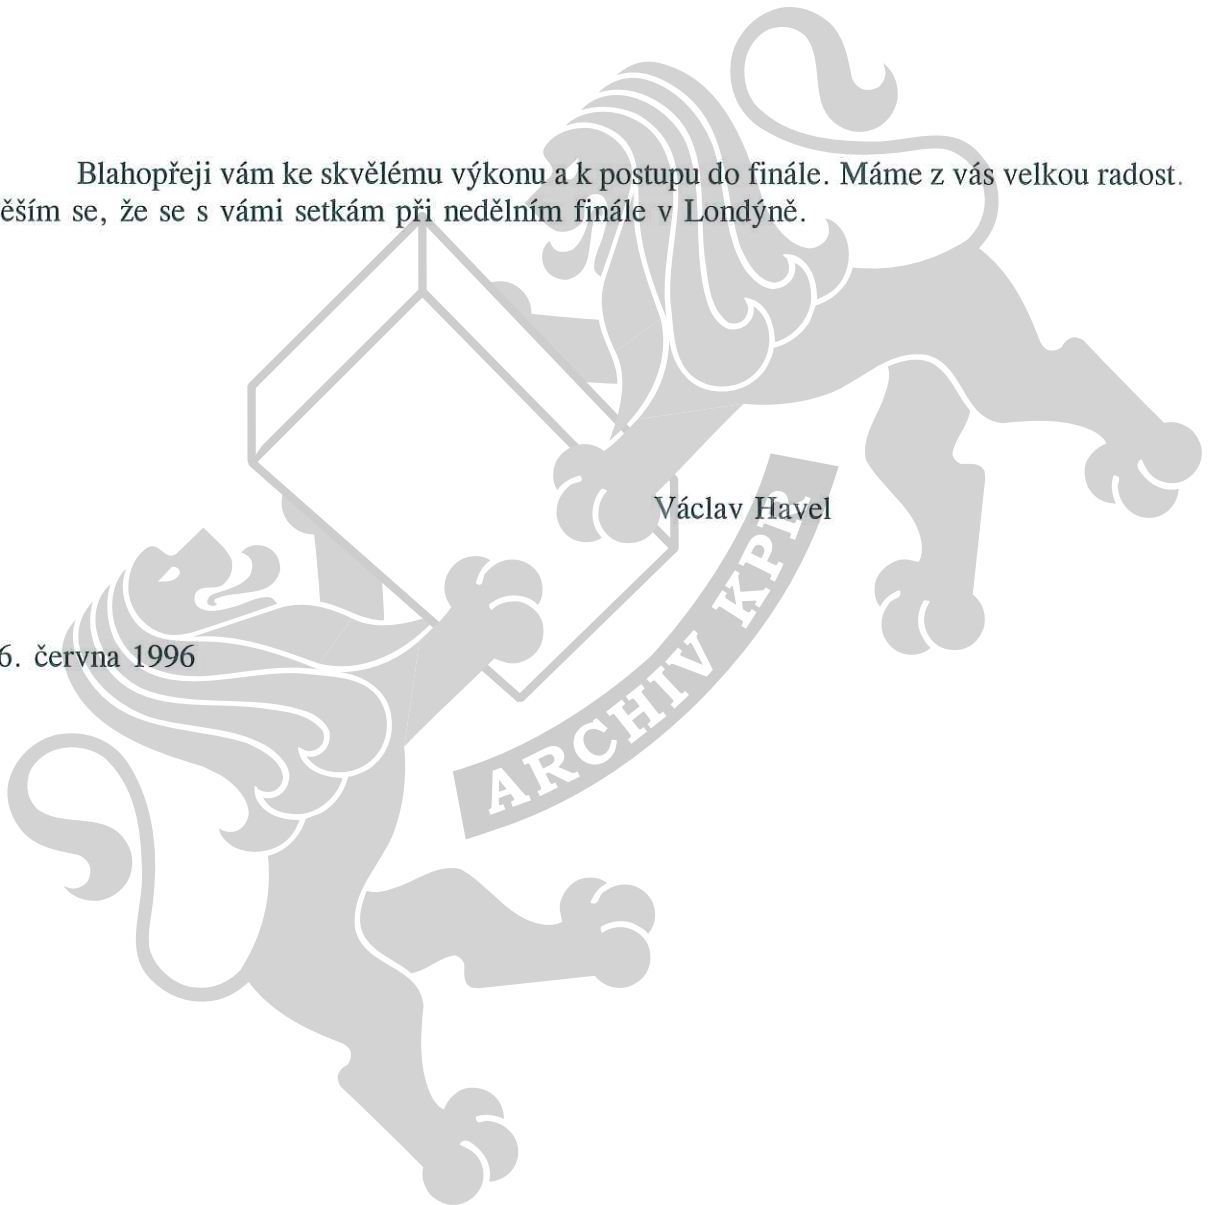 Blahopřeji vám ke skvělému výkonu a k postupu do finále. Máme z vás velkou radost.
ěším se, že se s vámi setkám při nedělním finále v Londýně.
Václav Havel
6. června 1996
ARCHIV KPR